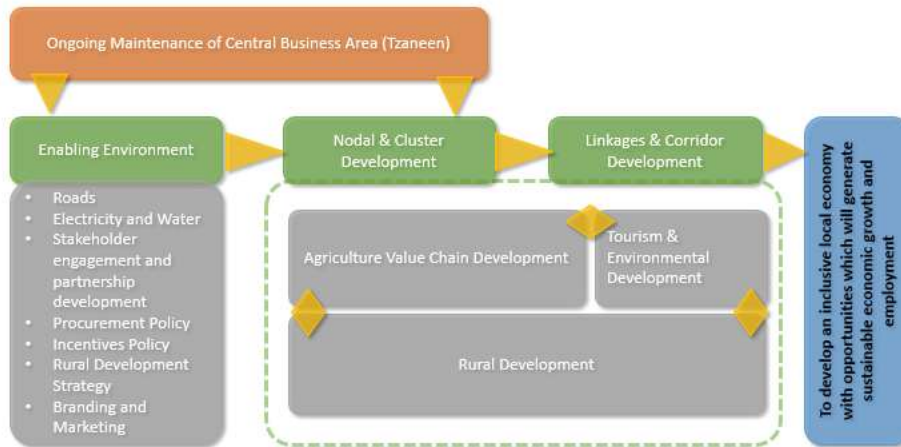 Ongoing Maintenance of Central Business Area (Tzaneen)
Enabling Environment
Nodal & Cluster
Development
Linkages & Corridor
Development
• Roads
• Electricity and Water
• Stakeholder
engagement and
partnership
development
• Procurement Policy
• Incentives Policy
• Rural Development
Strategy
• Branding and
Marketing
Agriculture Value Chain Development
Tourism &
Environmental
Development
Rural Development
To develop an inclusive local economy
with opportunities which will generate
sustainable economic growth and
employment